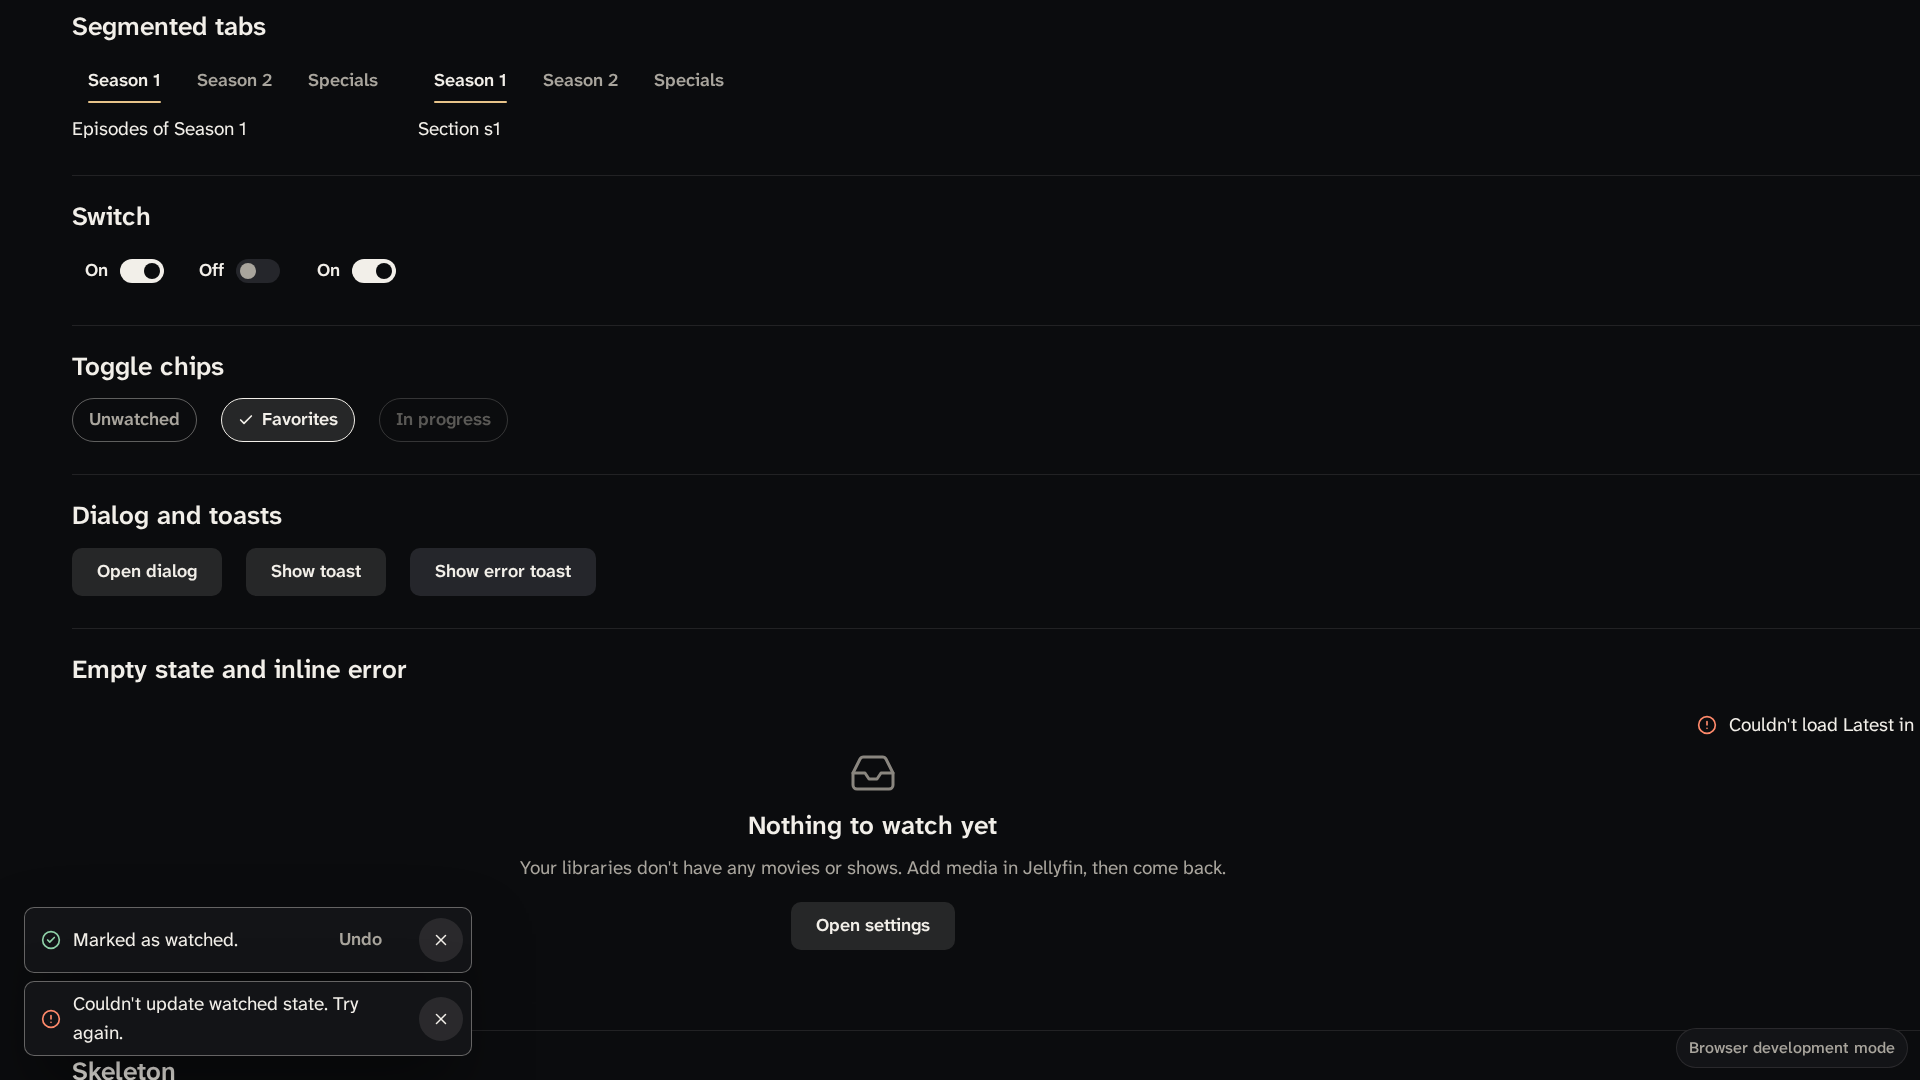 Segmented tabs
Season 1 Season 2 Specials Season 1 Season 2 Specials
Episodes of Season 1 Section s1
Switch
On Off On
Toggle chips
Unwatched Favorites In progress
Dialog and toasts
Open dialog Show toast Show error toast
Empty state and inline error
Couldn't load Latest in
Nothing to watch yet
Your libraries don't have any movies or shows. Add media in Jellyfin, then come back.
Open settings
Marked as watched. Undo
Couldn't update watched state. Try
again.
Browser development mode
Skeleton